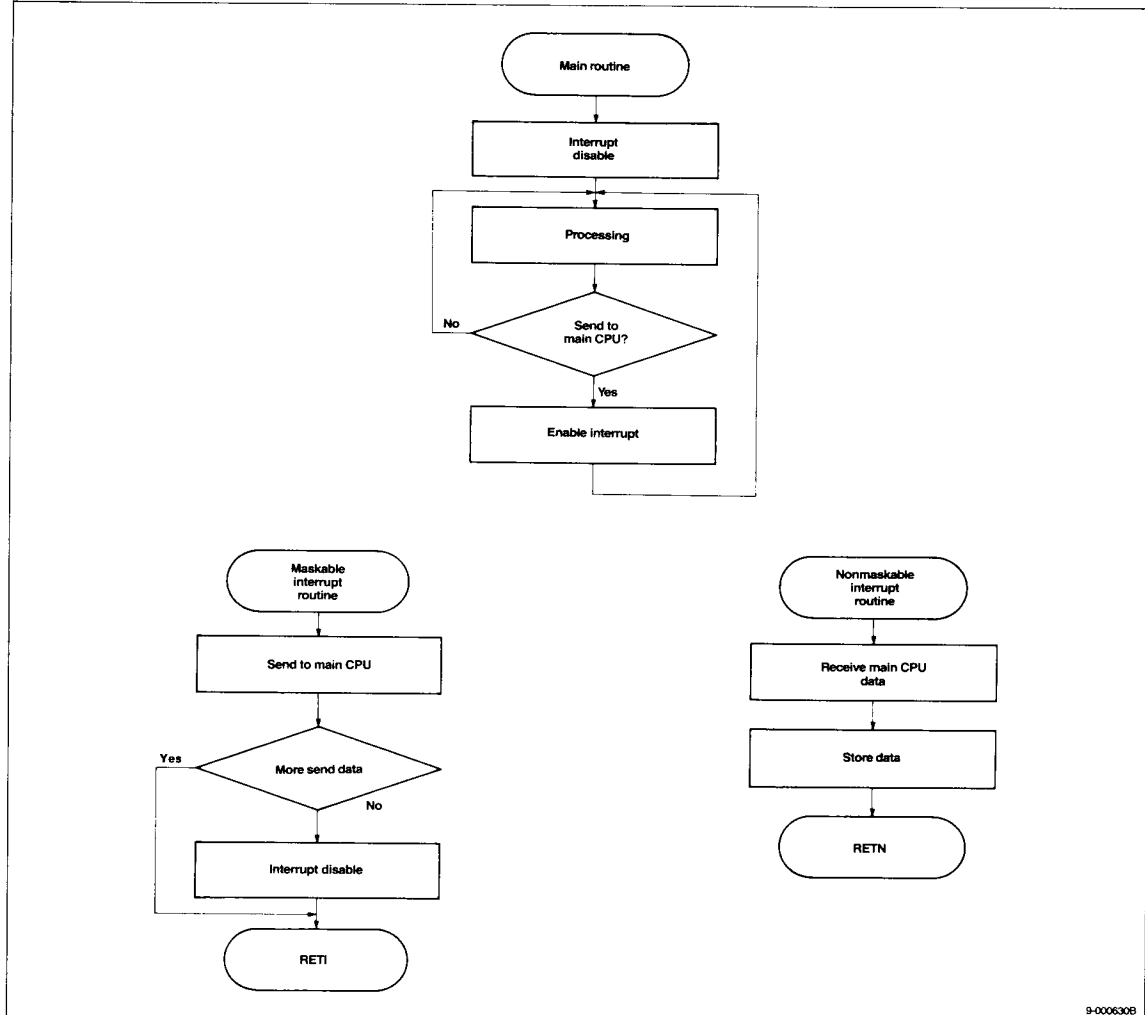 Main routine
Interrupt
disable
Processing
No
Send to
main CPU?
Yes
Enable interrupt
Maskable
interrupt
routine
Send to main CPU
Yes
More send data
No
Interrupt disable
RETI
Nonmaskable
interrupt
routine
Receive main CPU
data
Store data
RETN
9-000630B